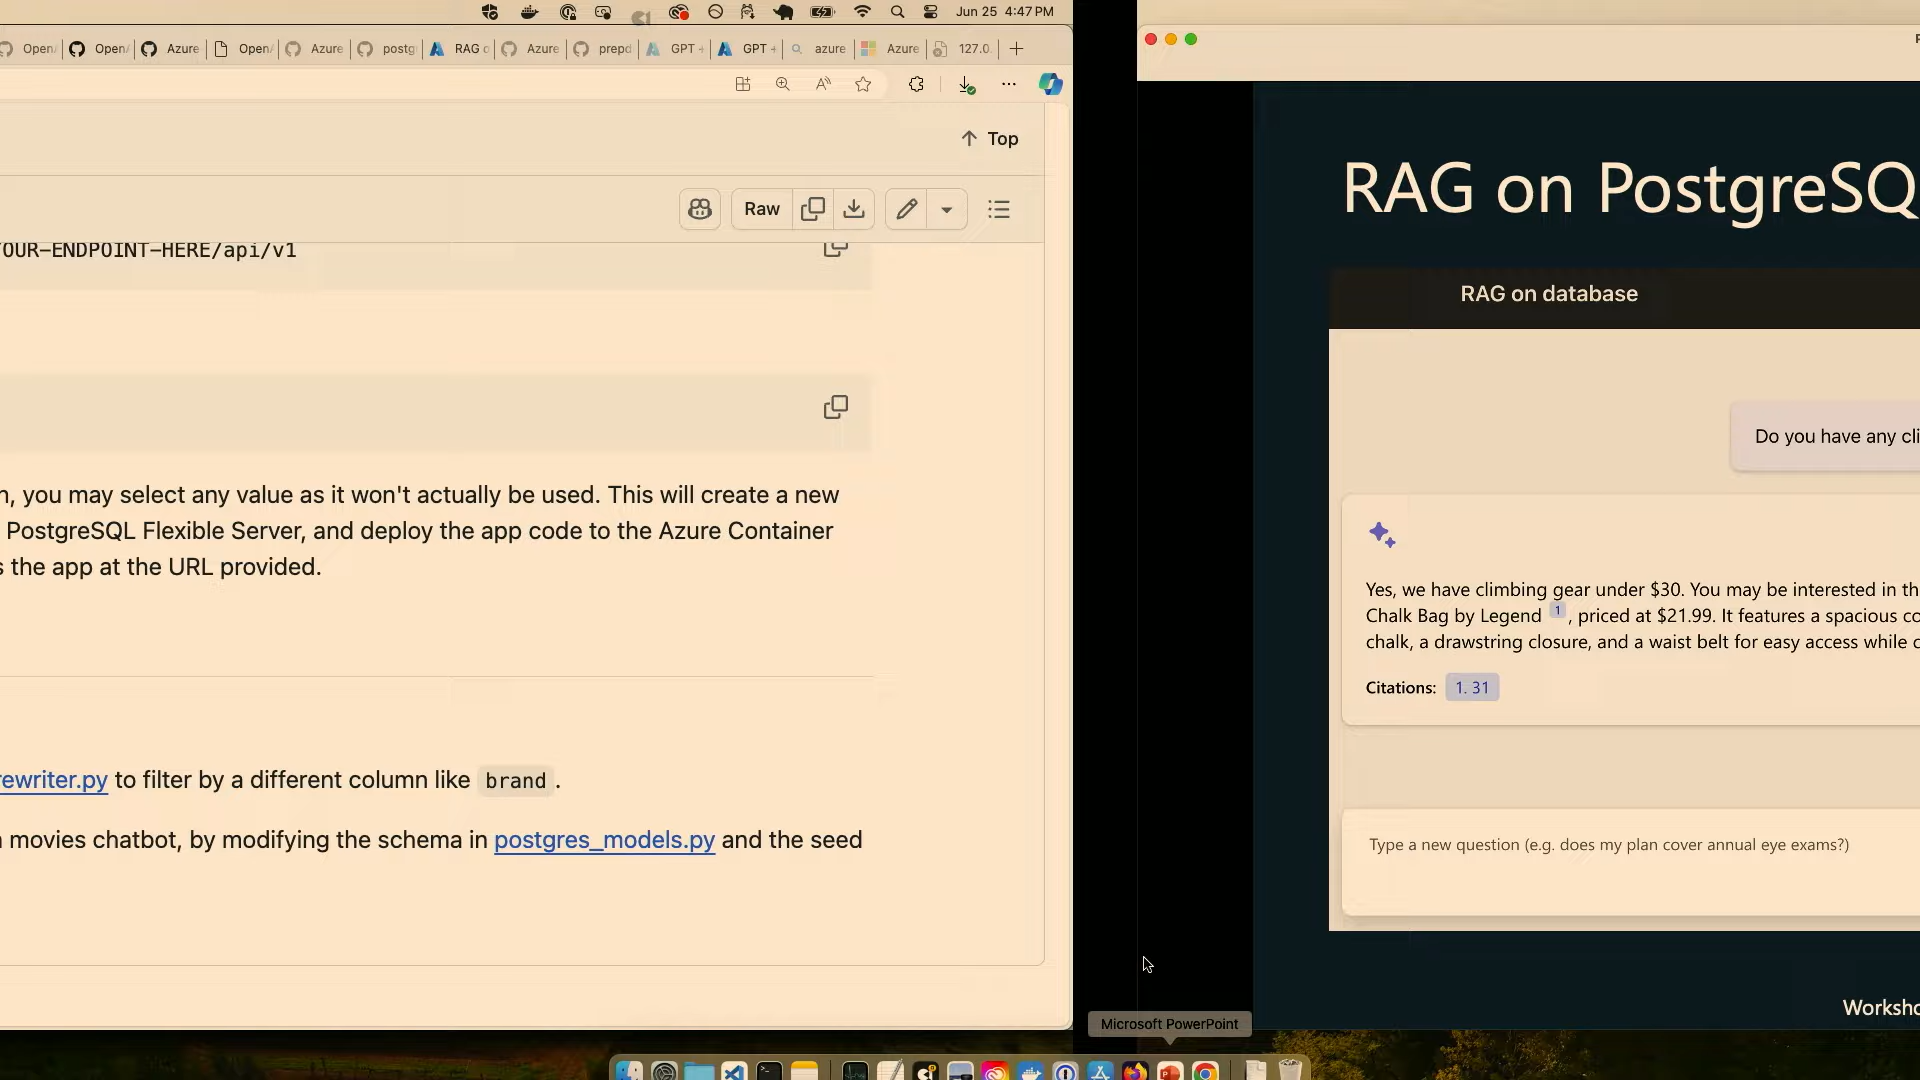 Jun 25 4:47 PM
Open
Open
Azure
Open
Azure
postg
RAG o
Azure
prepd
GPT +
GPT +
azure
Azure
127.0.
Top
Raw
OUR-ENDPOINT-HERE/api/v1
n, you may select any value as it won't actually be used. This will create a new
PostgreSQL Flexible Server, and deploy the app code to the Azure Container
s the app at the URL provided.
ewriter.py to filter by a different column like brand.
movies chatbot, by modifying the schema in postgres_models.py and the seed
RAG on PostgreSQ
RAG on database
Do you have any cli
Yes, we have climbing gear under $30. You may be interested in th
Chalk Bag by Legend 1, priced at $21.99. It features a spacious co
chalk, a drawstring closure, and a waist belt for easy access while c
Citations: 1. 31
Type a new question (e.g. does my plan cover annual eye exams?)
Worksho
Microsoft PowerPoint